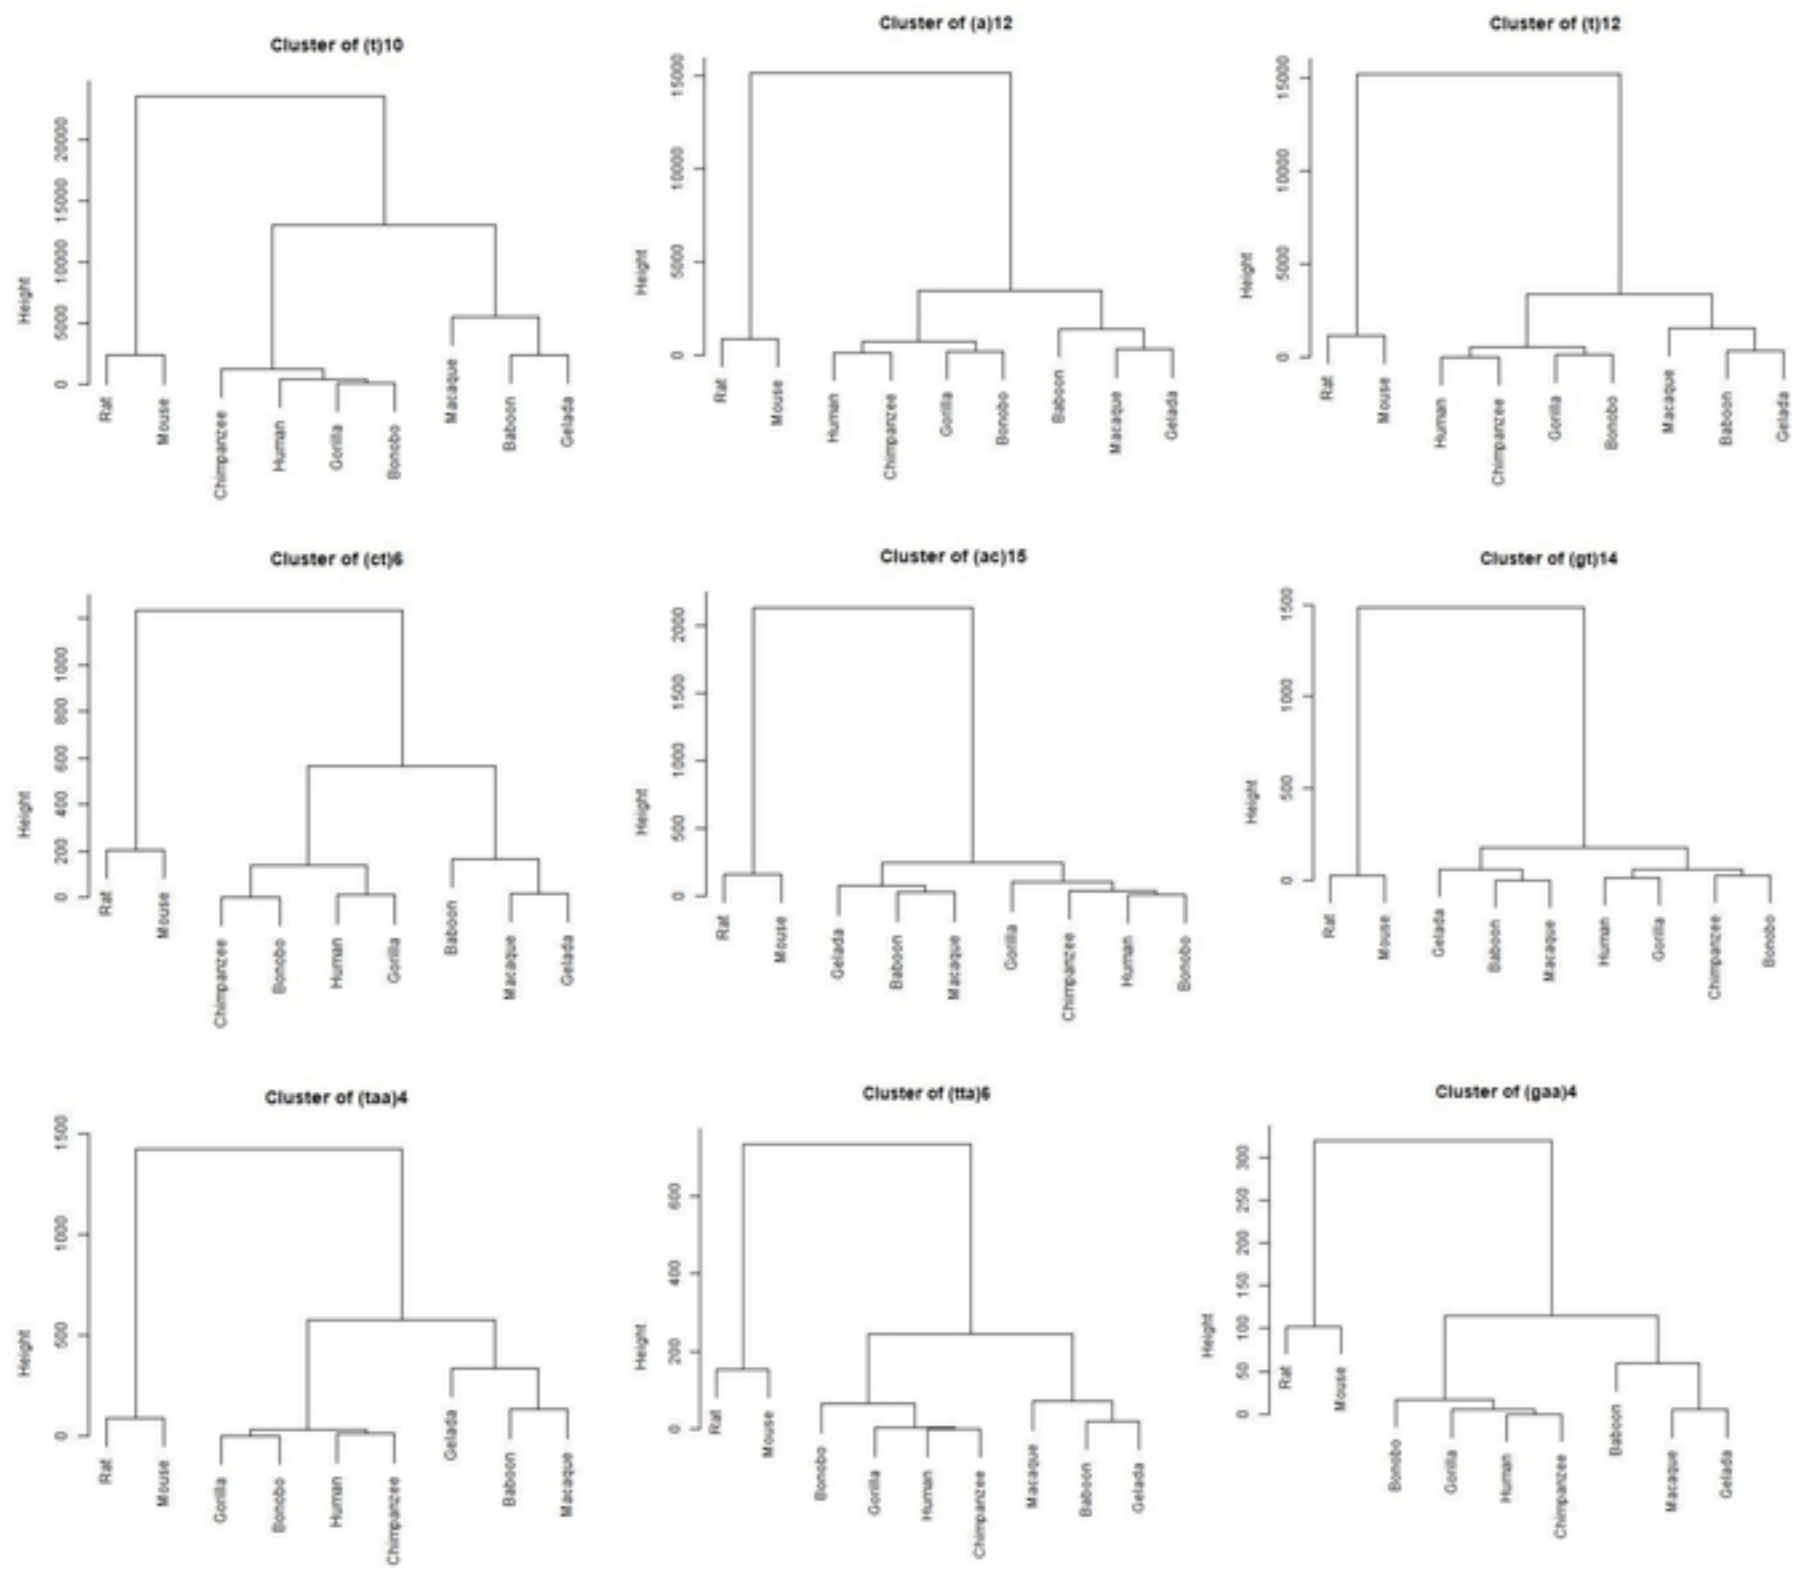 Cluster of (t)10
Height
0
5000
10000
15000
20000
Rat
Mouse
Chimpanzee
Human
Gorilla
Bonobo
Macaque
Baboon
Gelada
Cluster of (a)12
Height
0
5000
10000
15000
Rat
Mouse
Human
Chimpanzee
Gorilla
Bonobo
Baboon
Macaque
Gelada
Cluster of (t)12
Height
0
5000
10000
15000
Rat
Mouse
Human
Chimpanzee
Gorilla
Bonobo
Macaque
Baboon
Gelada
Cluster of (ct)6
Height
0
200
400
600
800
1000
Rat
Mouse
Chimpanzee
Bonobo
Human
Gorilla
Baboon
Macaque
Gelada
Cluster of (ac)15
Height
0
500
1000
1500
2000
Rat
Mouse
Gelada
Baboon
Macaque
Gorilla
Chimpanzee
Human
Bonobo
Cluster of (gt)14
Height
0
500
1000
1500
Rat
Mouse
Gelada
Baboon
Macaque
Human
Gorilla
Chimpanzee
Bonobo
Cluster of (taa)4
Height
0
500
1000
1500
Rat
Mouse
Gorilla
Bonobo
Human
Chimpanzee
Gelada
Baboon
Macaque
Cluster of (tta)6
Height
0
200
400
600
Rat
Mouse
Bonobo
Gorilla
Human
Chimpanzee
Macaque
Baboon
Gelada
Cluster of (gaa)4
Height
0
50
100
150
200
250
300
Rat
Mouse
Bonobo
Gorilla
Human
Chimpanzee
Baboon
Macaque
Gelada